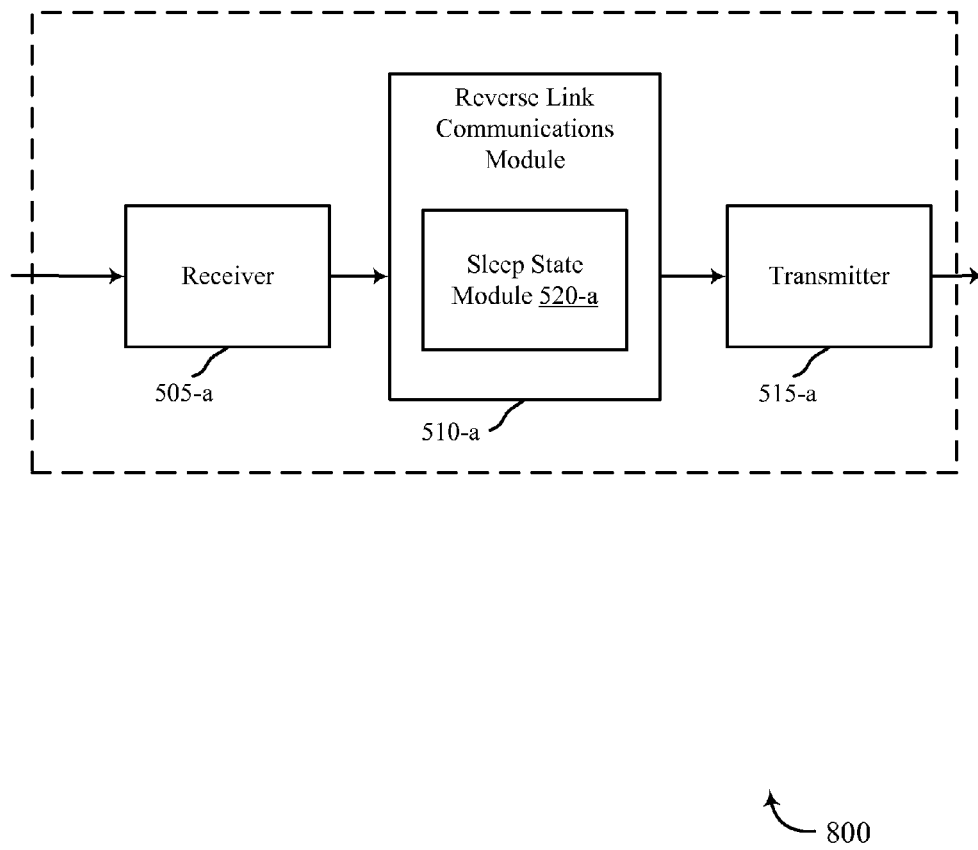 Reverse Link
Communications
Module
Receiver
Sleep State
Module 520-a
Transmitter
505-a
510-a
515-a
800